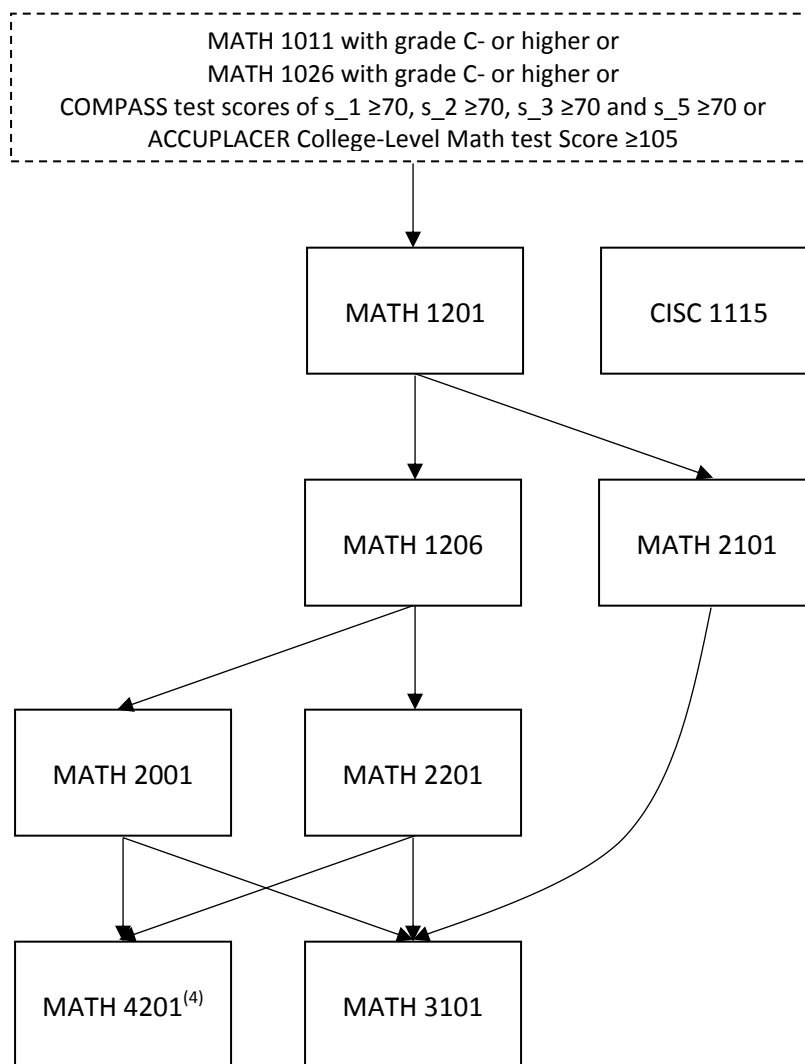 MATH 1011 with grade C- or higher or
MATH 1026 with grade C- or higher or
COMPASS test scores of s_1 ≥70, s_2 ≥70, s_3 ≥70 and s_5 ≥70 or
ACCUPLACER College-Level Math test Score ≥105
MATH 1201
CISC 1115
MATH 1206
MATH 2101
MATH 2001
MATH 2201
MATH 4201(4)
MATH 3101